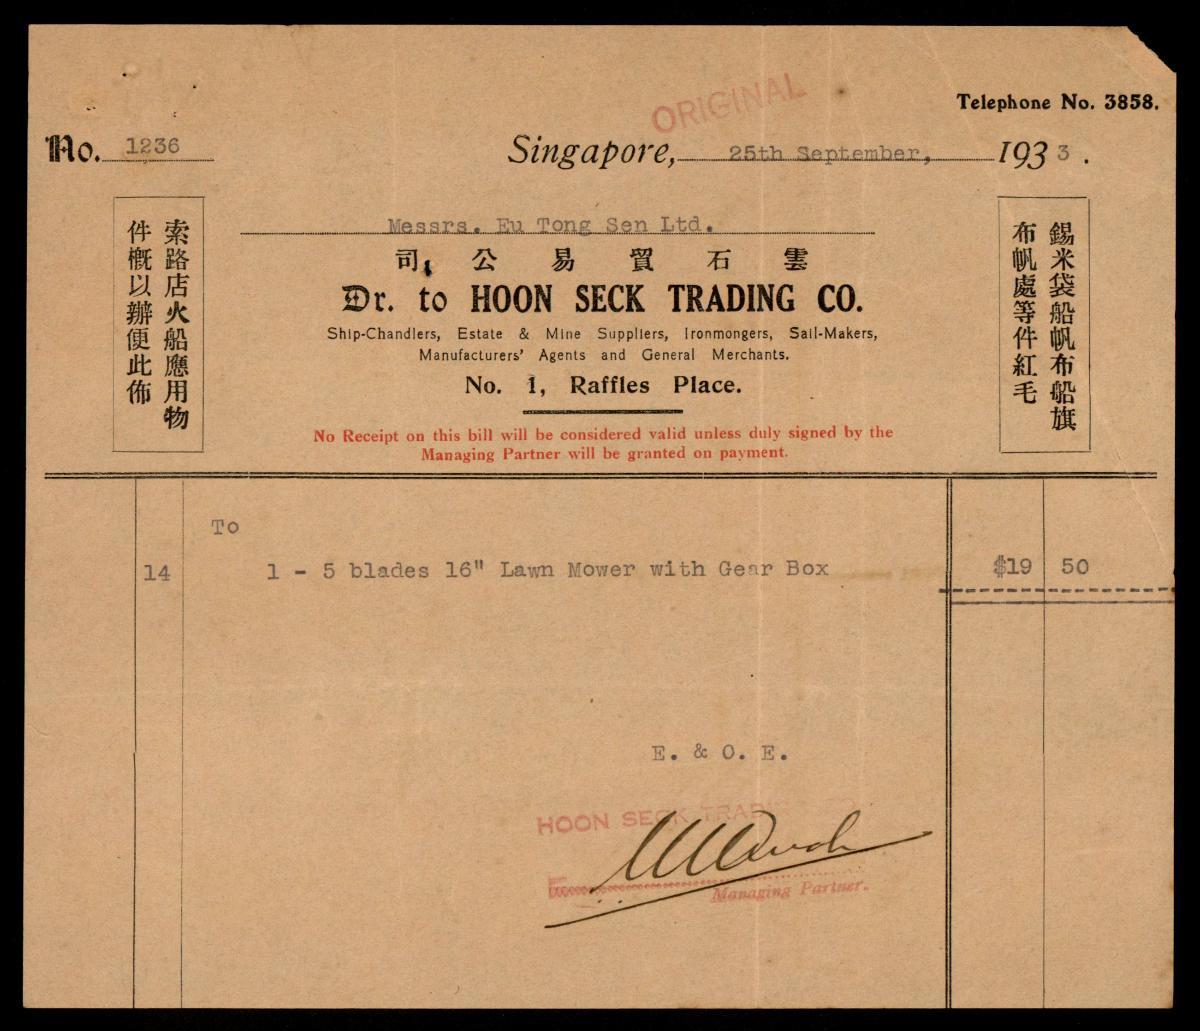 ORIGINAL
Telephone No. 3858.
No. 1236
Singapore, 25th September, 1933.
Messrs. Eu Tong Sen Ltd.
司公易貿石雲
Dr. to HOON SECK TRADING CO.
Ship-Chandlers, Estate & Mine Suppliers, Ironmongers, Sail-Makers,
Manufacturers' Agents and General Merchants.
No. 1, Raffles Place.
No Receipt on this bill will be considered valid unless duly signed by the
Managing Partner will be granted on payment.
錫米袋船帆布船旗
布帆處等件紅毛
索路店火船應用物
件概以辦便此佈
To
14 1 - 5 blades 16" Lawn Mower with Gear Box $19 50
E. & O. E.
HOON SECK TRADING CO
Managing Partner.